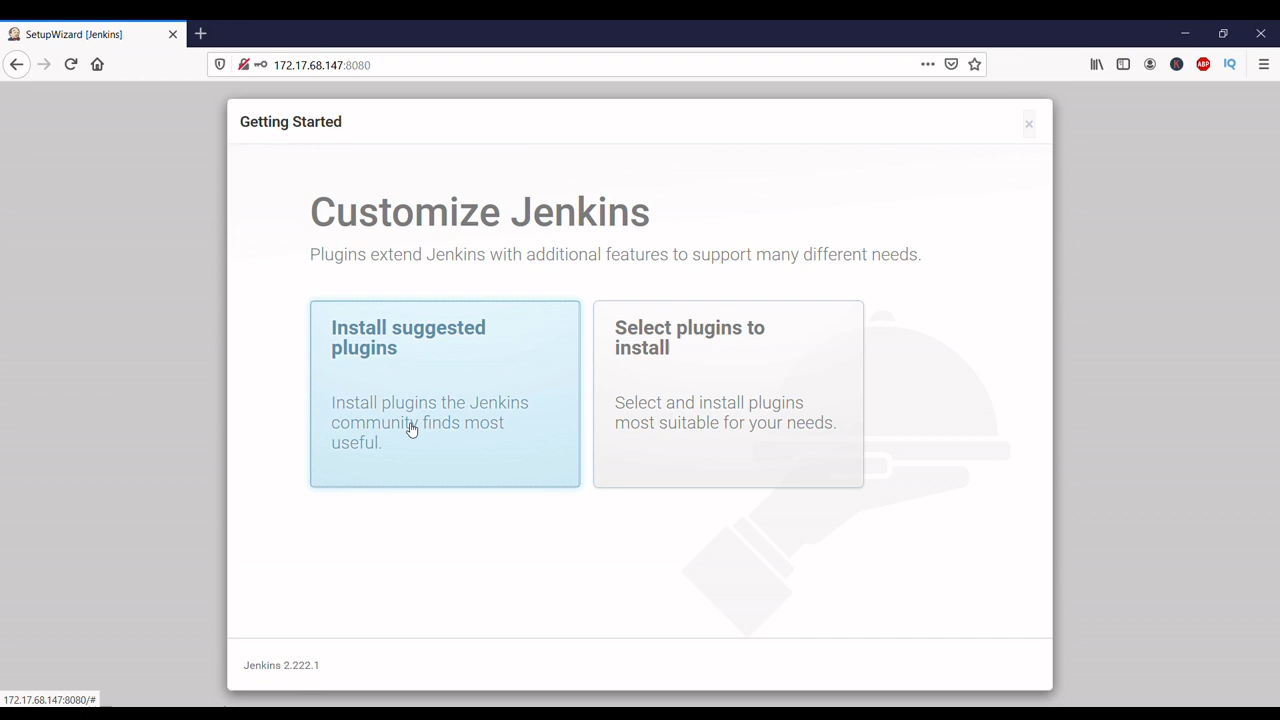 SetupWizard [Jenkins]
172.17.68.147:8080
ABP
IQ
Getting Started
Customize Jenkins
Plugins extend Jenkins with additional features to support many different needs.
Install suggested
plugins
Install plugins the Jenkins
community finds most
useful.
Select plugins to
install
Select and install plugins
most suitable for your needs.
Jenkins 2.222.1
172.17.68.147:8080/#